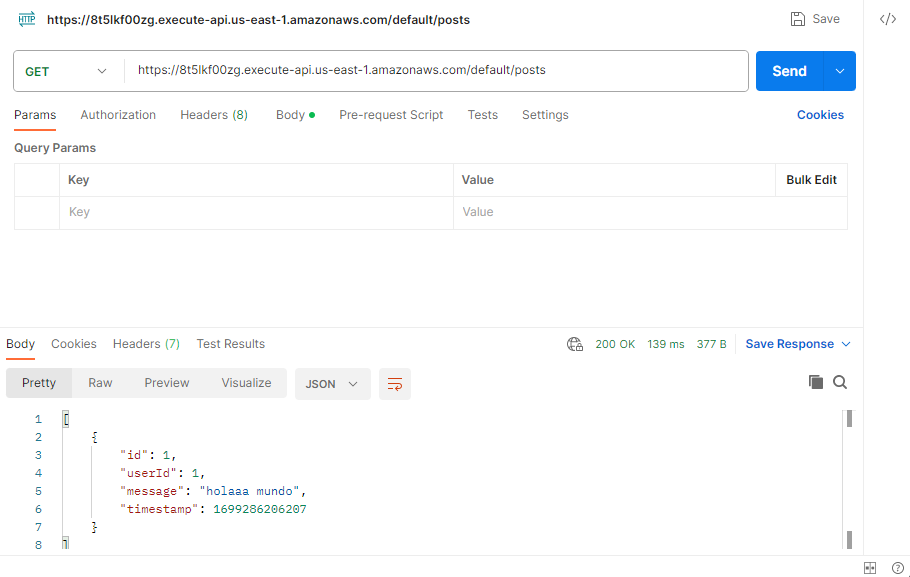 HTTP https://8t5lkf00zg.execute-api.us-east-1.amazonaws.com/default/posts Save </>
GET https://8t5lkf00zg.execute-api.us-east-1.amazonaws.com/default/posts Send
Params Authorization Headers (8) Body Pre-request Script Tests Settings Cookies
Query Params
Key Value Bulk Edit
Key Value
Body Cookies Headers (7) Test Results 200 OK 139 ms 377 B Save Response
Pretty Raw Preview Visualize JSON
1 [
2 {
3 "id": 1,
4 "userId": 1,
5 "message": "holaaa mundo",
6 "timestamp": 1699286206207
7 }
8 ]